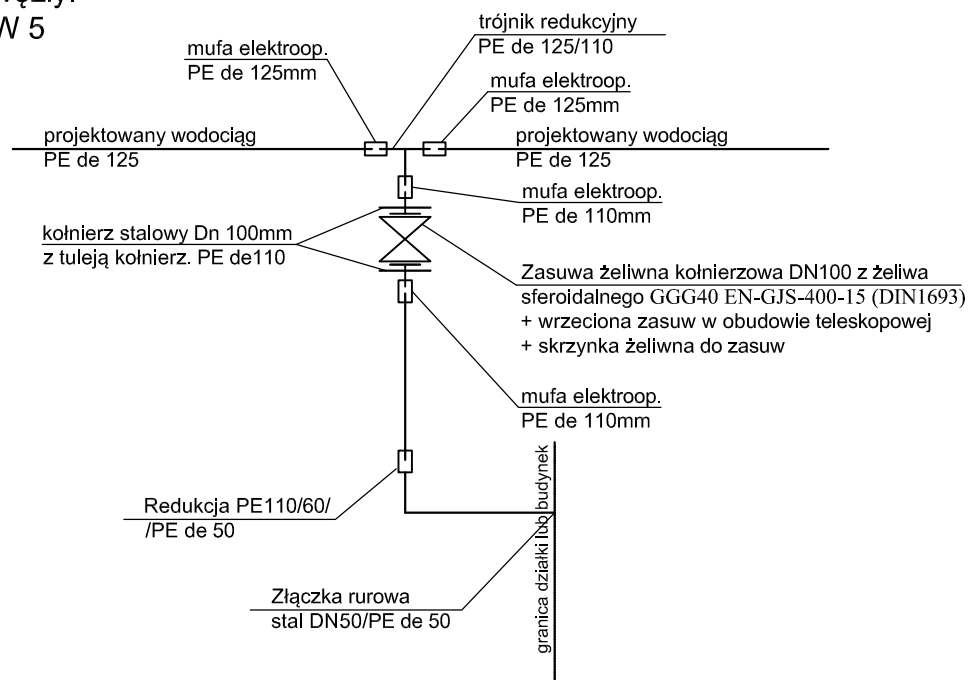 W 5
trójnik redukcyjny
PE de 125/110
mufa elektroop.
PE de 125mm
mufa elektroop.
PE de 125mm
projektowany wodociąg
PE de 125
projektowany wodociąg
PE de 125
mufa elektroop.
PE de 110mm
kołnierz stalowy Dn 100mm
z tuleją kołnierz. PE de110
Zasuwa żeliwna kołnierzowa DN100 z żeliwa
sferoidalnego GGG40 EN-GJS-400-15 (DIN1693)
+ wrzeciona zasuw w obudowie teleskopowej
+ skrzynka żeliwna do zasuw
mufa elektroop.
PE de 110mm
granica działki lub budynek
Redukcja PE110/60/
/PE de 50
Złączka rurowa
stal DN50/PE de 50